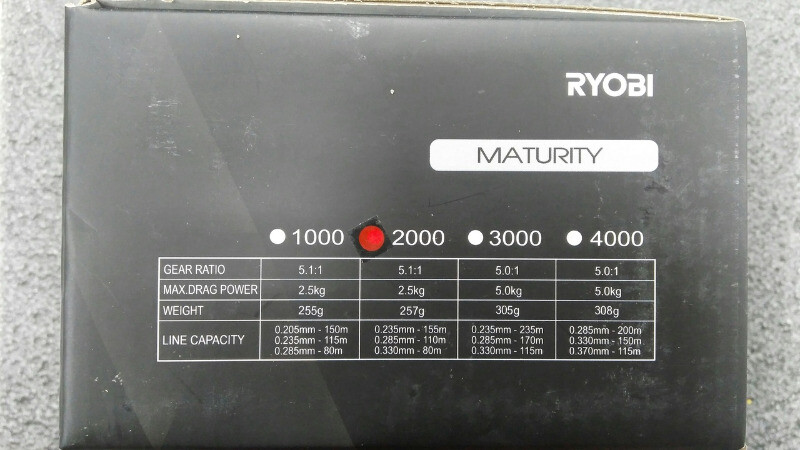 RYOBI
MATURITY
1000 2000 3000 4000
GEAR RATIO 5.1:1 5.1:1 5.0:1 5.0:1
MAX.DRAG POWER 2.5kg 2.5kg 5.0kg 5.0kg
WEIGHT 255g 257g 305g 308g
LINE CAPACITY
0.205mm - 150m 0.235mm - 155m 0.235mm - 235m 0.285mm - 200m
0.235mm - 115m 0.285mm - 110m 0.285mm - 170m 0.330mm - 150m
0.285mm - 80m 0.330mm - 80m 0.330mm - 115m 0.370mm - 115m